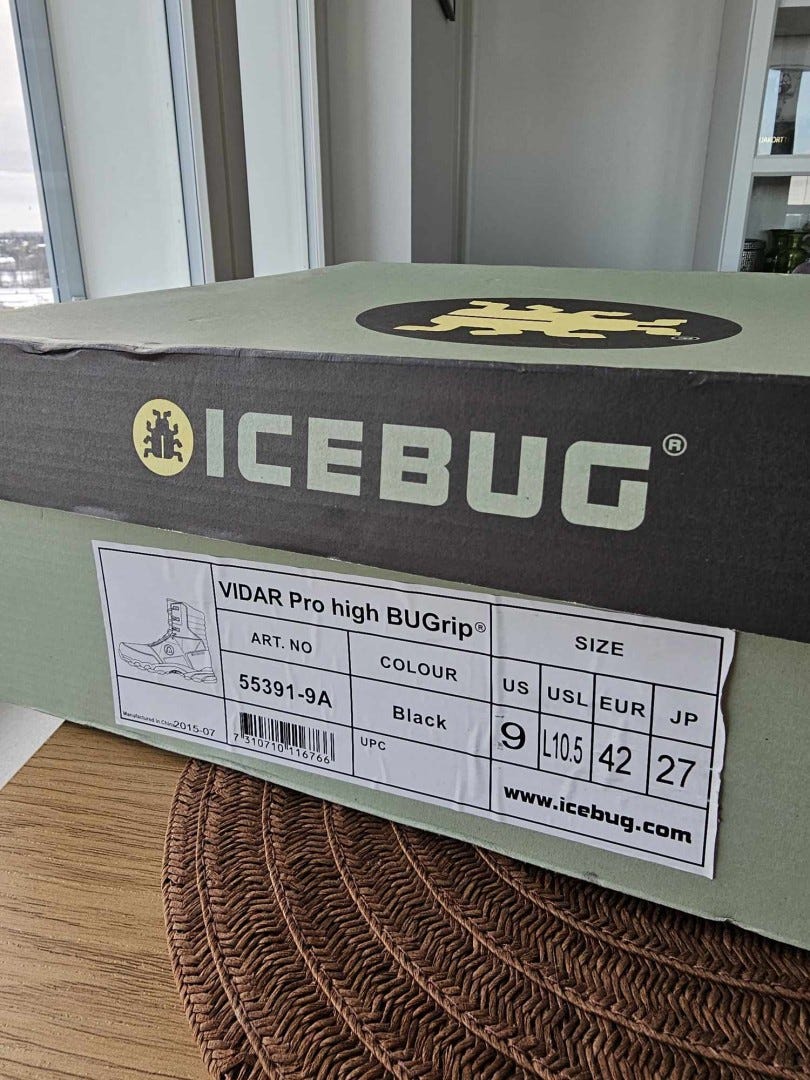 ICEBUG®
VIDAR Pro high BUGrip®
ART. NO
55391-9A
COLOUR
Black
SIZE
US
USL
EUR
JP
9
L10.5
42
27
Manufactured in China 2015-07
7 310710 116766
UPC
www.icebug.com